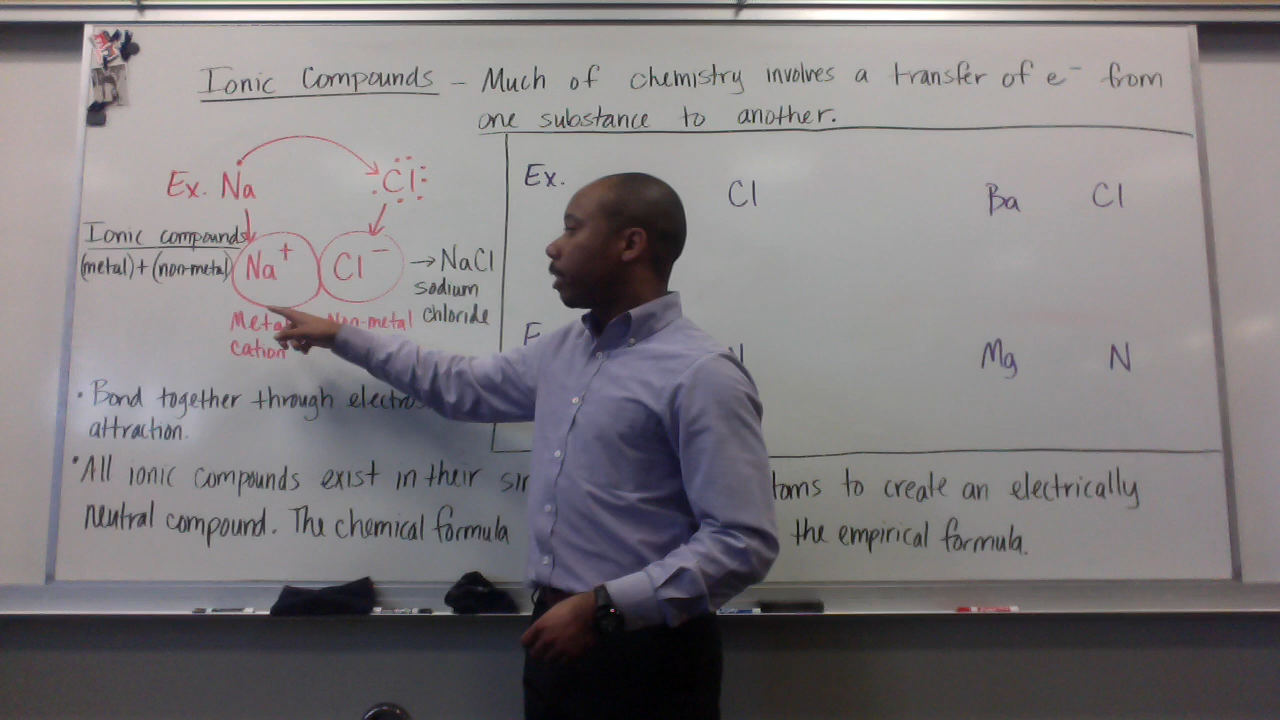 Ionic Compounds – Much of chemistry involves a transfer of e⁻ from
one substance to another.
Ex. Na Cl
Ionic compounds
(metal) + (non-metal)
Na⁺ Cl⁻ → NaCl
sodium
chloride
Metal Non-metal
cation
• Bond together through
attraction.
Ex. Cl Ba Cl
Mg N
• All ionic compounds exist in their to create an electrically
neutral compound. The chemical formula the empirical formula.